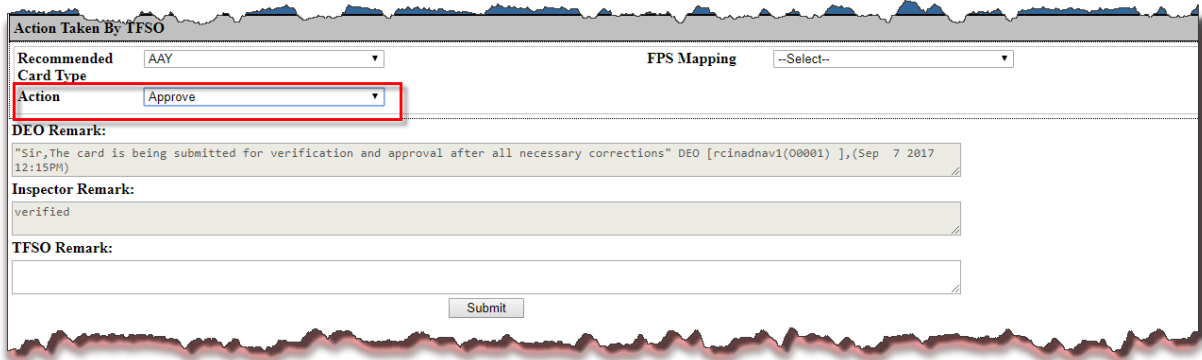 Action Taken By TFSO
Recommended Card Type AAY FPS Mapping --Select--
Action Approve
DEO Remark:
"Sir,The card is being submitted for verification and approval after all necessary corrections" DEO [rcinadnav1(O0001) ],(Sep 7 2017
12:15PM)
Inspector Remark:
verified
TFSO Remark:
Submit